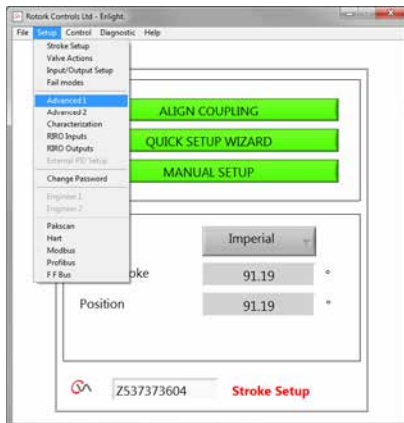 Rotork Controls Ltd - Enlight.
File Setup Control Diagnostic Help
Stroke Setup
Valve Actions
Input/Output Setup
Fail modes
Advanced 1
Advanced 2
Characterization
RIRO Inputs
RIRO Outputs
External PID Setup
Change Password
Engineer 1
Engineer 2
Pakscan
Hart
Modbus
Profibus
F F Bus
ALIGN COUPLING
QUICK SETUP WIZARD
MANUAL SETUP
Imperial
oke 91.19 °
Position 91.19 °
Z537373604 Stroke Setup